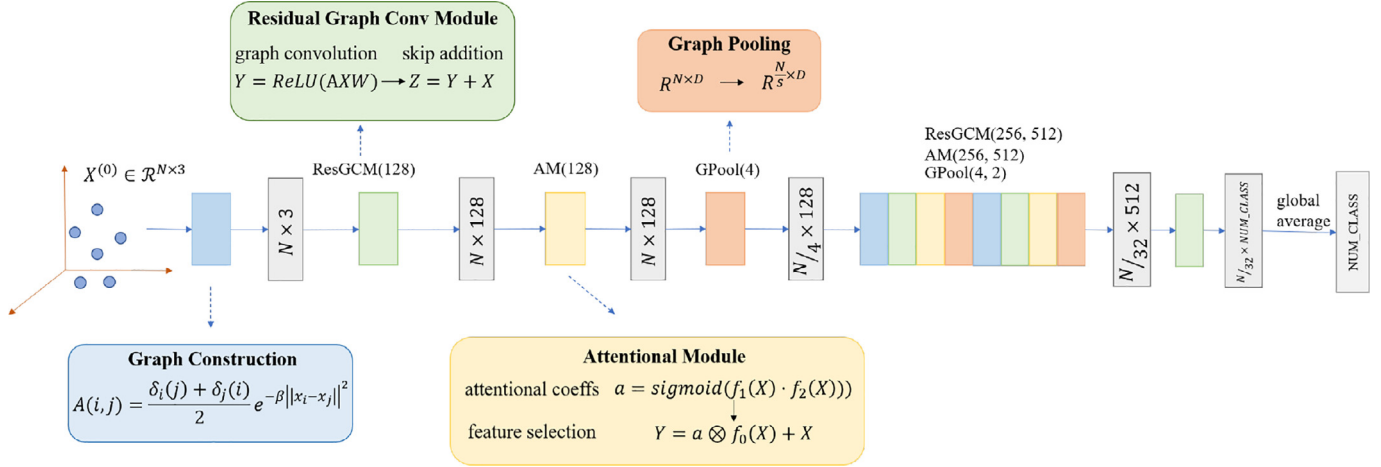 Residual Graph Conv Module
graph convolution skip addition
Y = ReLU(AXW) → Z = Y + X
Graph Pooling
R^{N×D} → R^{\frac{N}{s}×D}
X^{(0)} ∈ ℛ^{N×3}
ResGCM(128)
AM(128)
GPool(4)
ResGCM(256, 512)
AM(256, 512)
GPool(4, 2)
N × 3
N × 128
N × 128
N/4 × 128
N/32 × 512
N/32 × NUM_CLASS
global
average
NUM_CLASS
Graph Construction
A(i,j) = \frac{δ_i(j) + δ_j(i)}{2} e^{-β||x_i-x_j||^2}
Attentional Module
attentional coeffs a = sigmoid(f_1(X) · f_2(X)))
feature selection Y = a ⊗ f_0(X) + X